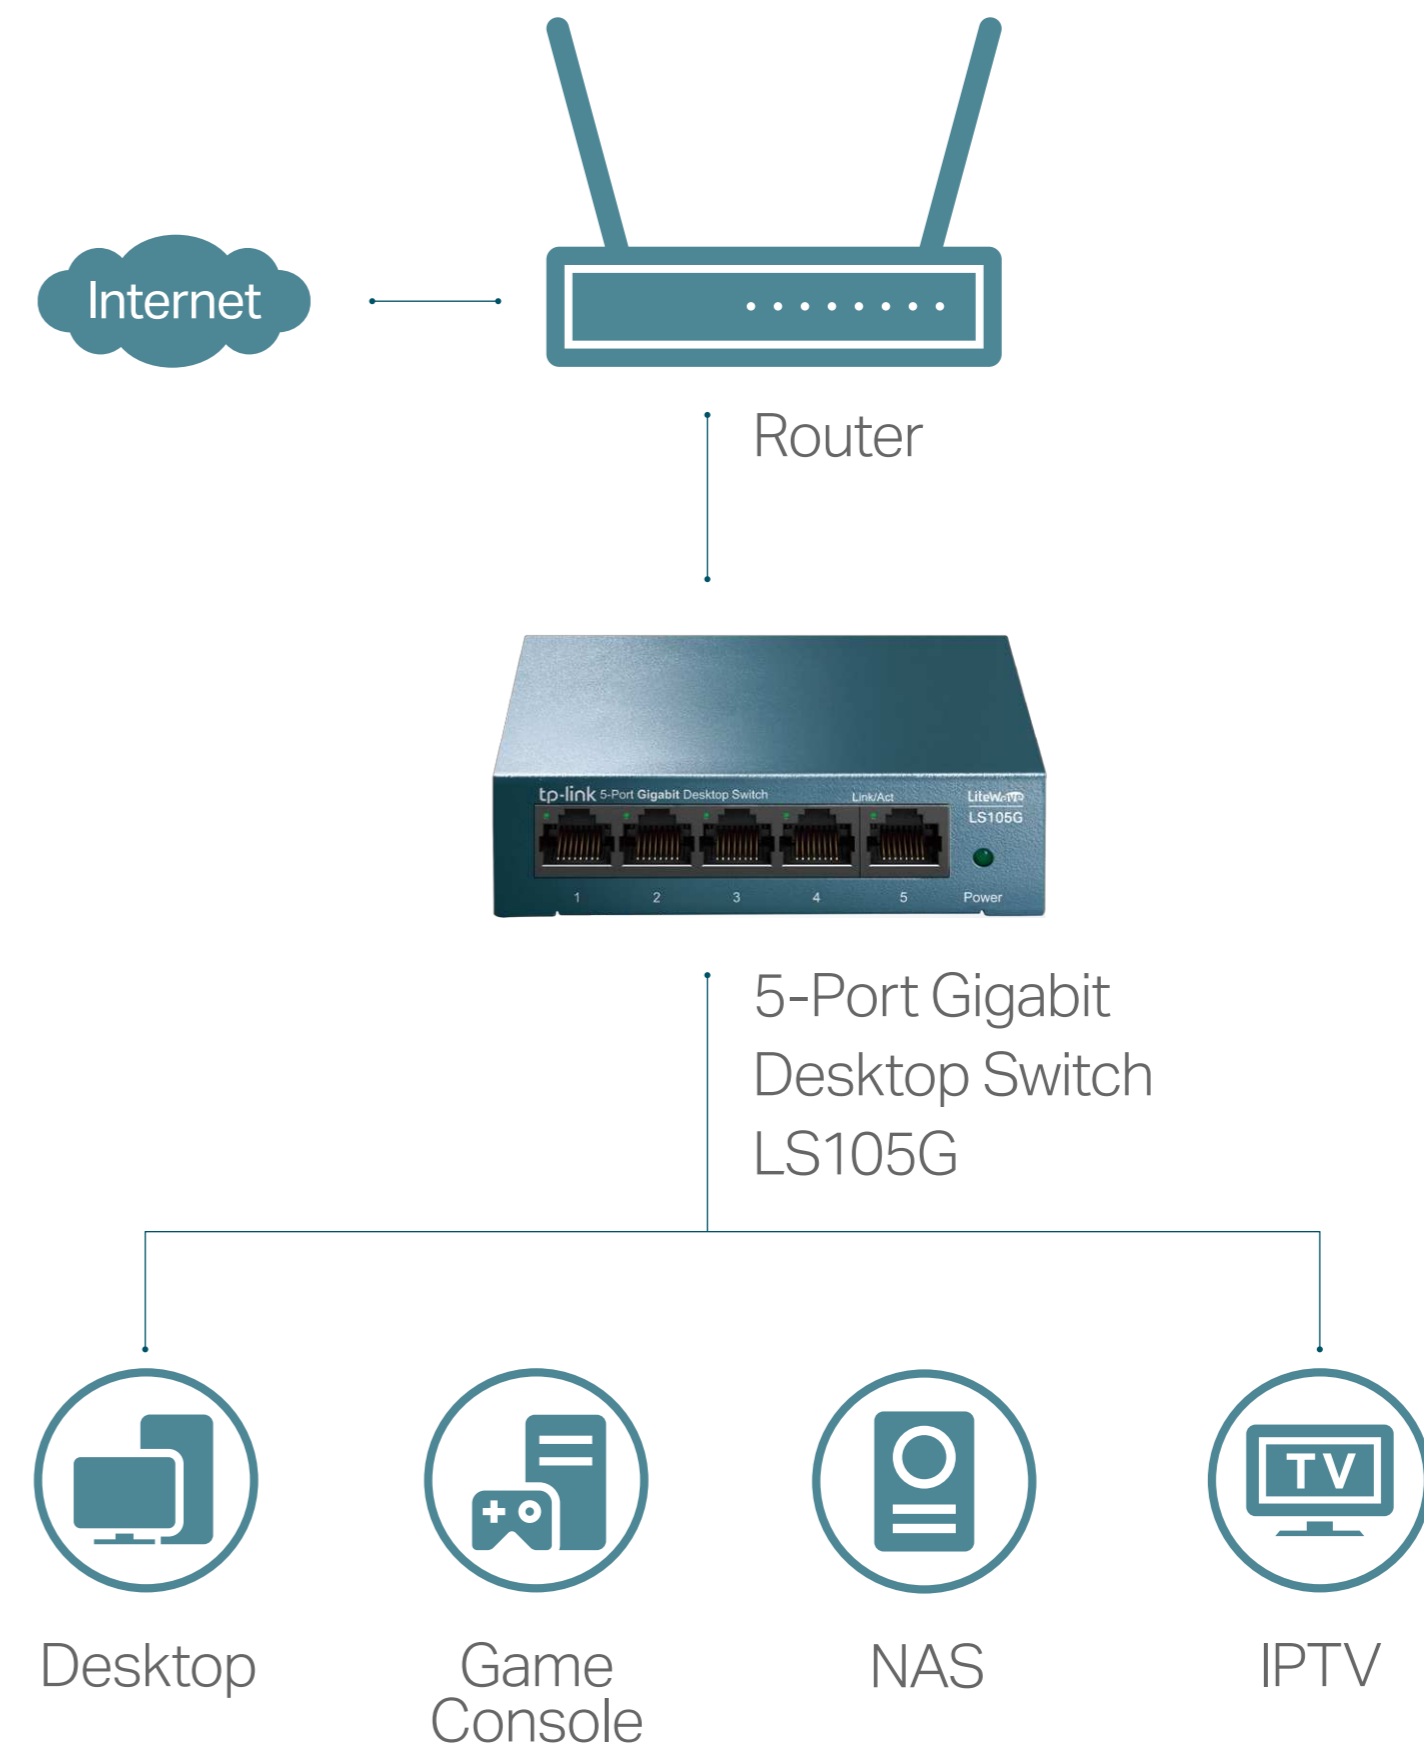 Internet
Router
tp-link 5-Port Gigabit Desktop Switch
Link/Act
LiteWave
LS105G
1 2 3 4 5 Power
5-Port Gigabit
Desktop Switch
LS105G
TV
Desktop
Game
Console
NAS
IPTV